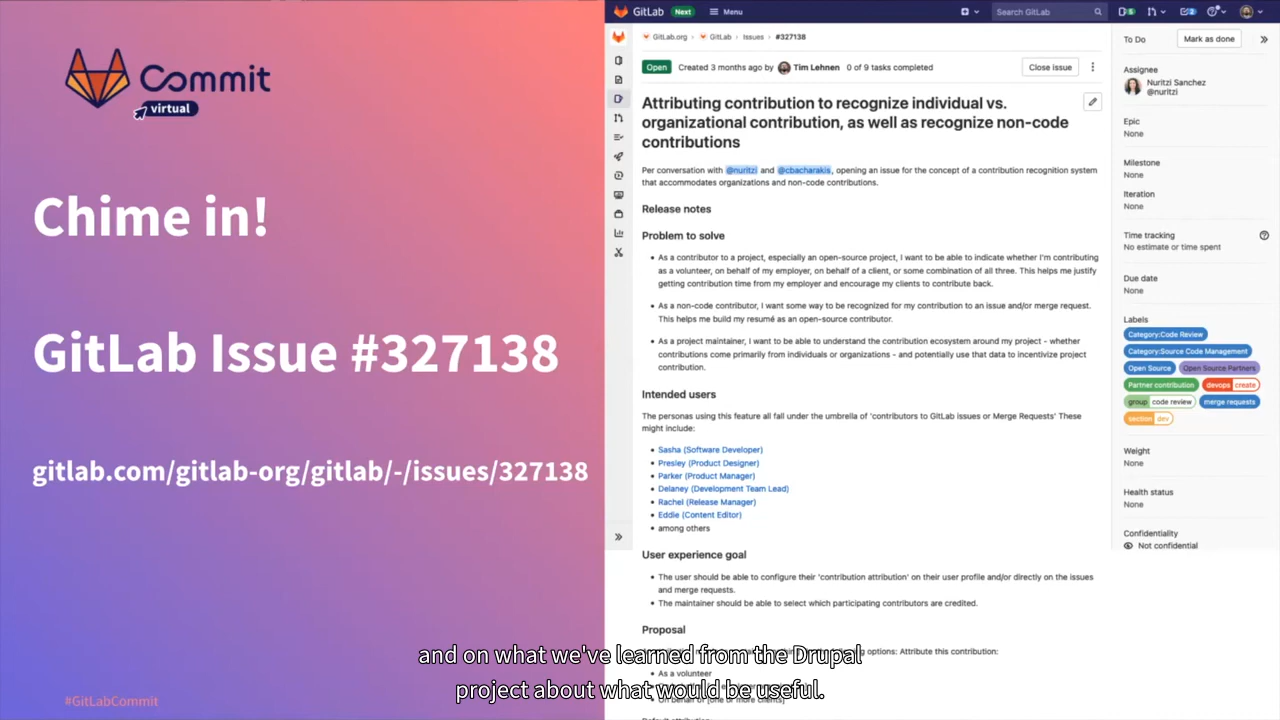 Commit
virtual
Chime in!
GitLab Issue #327138
gitlab.com/gitlab-org/gitlab/-/issues/327138
#GitLabCommit
GitLab Next Menu
Search GitLab
GitLab.org › GitLab › Issues › #327138
Open Created 3 months ago by Tim Lehnen 0 of 9 tasks completed
Close issue
Attributing contribution to recognize individual vs.
organizational contribution, as well as recognize non-code
contributions
Per conversation with @nuritzi and @cbacharakis, opening an issue for the concept of a contribution recognition system
that accommodates organizations and non-code contributions.
Release notes
Problem to solve
• As a contributor to a project, especially an open-source project, I want to be able to indicate whether I'm contributing
as a volunteer, on behalf of my employer, on behalf of a client, or some combination of all three. This helps me justify
getting contribution time from my employer and encourage my clients to contribute back.
• As a non-code contributor, I want some way to be recognized for my contribution to an issue and/or merge request.
This helps me build my resumé as an open-source contributor.
• As a project maintainer, I want to be able to understand the contribution ecosystem around my project - whether
contributions come primarily from individuals or organizations - and potentially use that data to incentivize project
contribution.
Intended users
The personas using this feature all fall under the umbrella of 'contributors to GitLab issues or Merge Requests' These
might include:
• Sasha (Software Developer)
• Presley (Product Designer)
• Parker (Product Manager)
• Delaney (Development Team Lead)
• Rachel (Release Manager)
• Eddie (Content Editor)
• among others
User experience goal
• The user should be able to configure their 'contribution attribution' on their user profile and/or directly on the issues
and merge requests.
• The maintainer should be able to select which participating contributors are credited.
Proposal
options: Attribute this contribution:
• As a volunteer
On behalf of [one or more clients]
To Do
Mark as done
Assignee
Nuritzi Sanchez
@nuritzi
Epic
None
Milestone
None
Iteration
None
Time tracking
No estimate or time spent
Due date
None
Labels
Category:Code Review
Category:Source Code Management
Open Source Open Source Partners
Partner contribution devops create
group code review merge requests
section dev
Weight
None
Health status
None
Confidentiality
Not confidential
and on what we've learned from the Drupal
project about what would be useful.